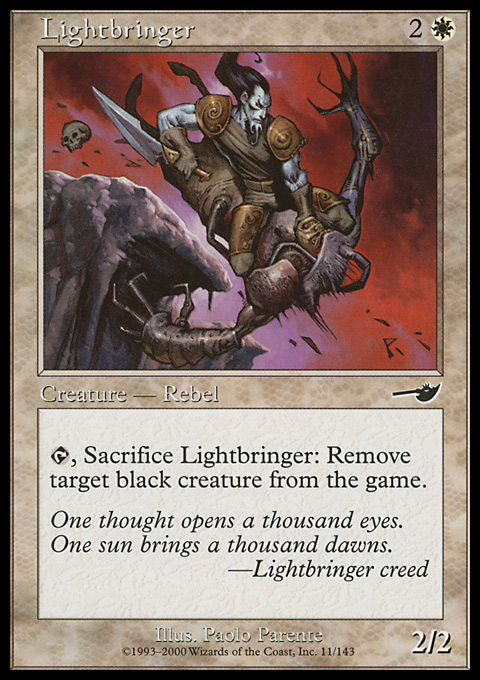 Lightbringer 2
Creature — Rebel
, Sacrifice Lightbringer: Remove
target black creature from the game.
One thought opens a thousand eyes.
One sun brings a thousand dawns.
—Lightbringer creed
Illus. Paolo Parente
2/2
©1993–2000 Wizards of the Coast, Inc. 11/143